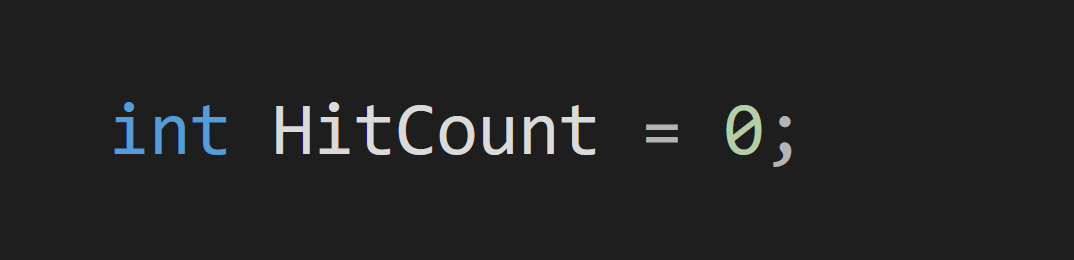 int HitCount = 0;